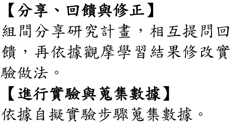 【分享、回饋與修正】
組間分享研究計畫，相互提問回
饋，再依據觀摩學習結果修改實
驗做法。
【進行實驗與蒐集數據】
依據自擬實驗步驟蒐集數據。